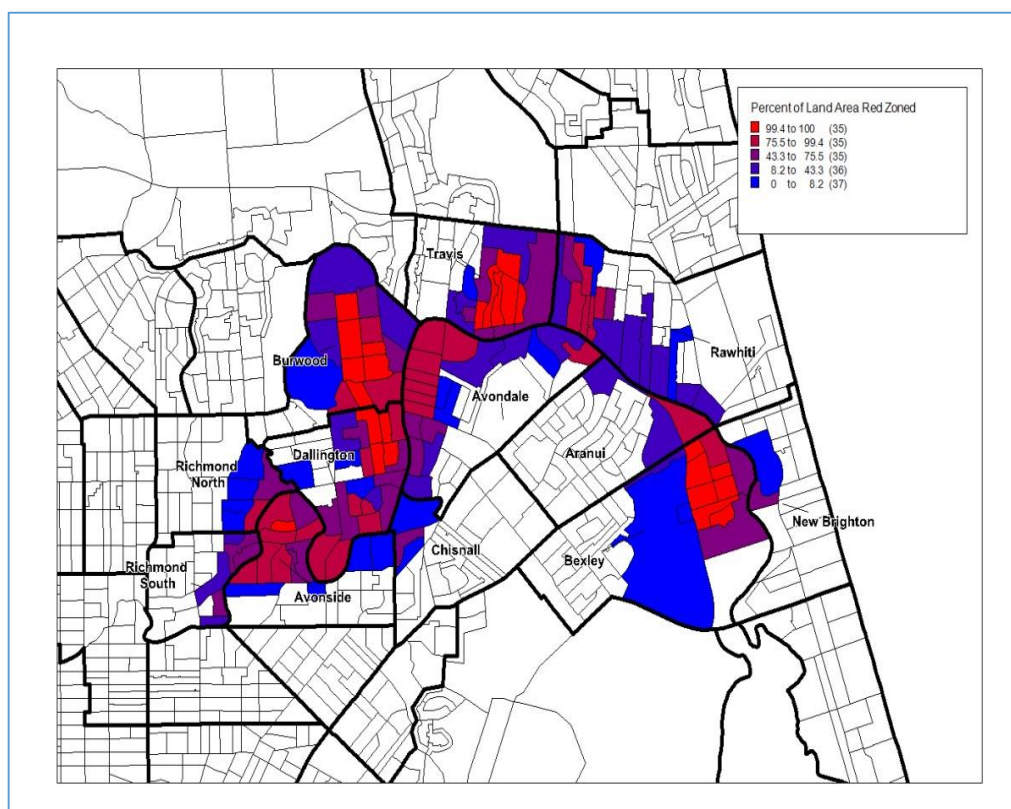 Percent of Land Area Red Zoned
99.4 to 100 (35)
75.5 to 99.4 (35)
43.3 to 75.5 (35)
8.2 to 43.3 (36)
0 to 8.2 (37)
Travis
Rawhiti
Burwood
Avondale
Dallington
Aranui
Richmond
North
New Brighton
Chisnall
Bexley
Richmond
South
Avonside